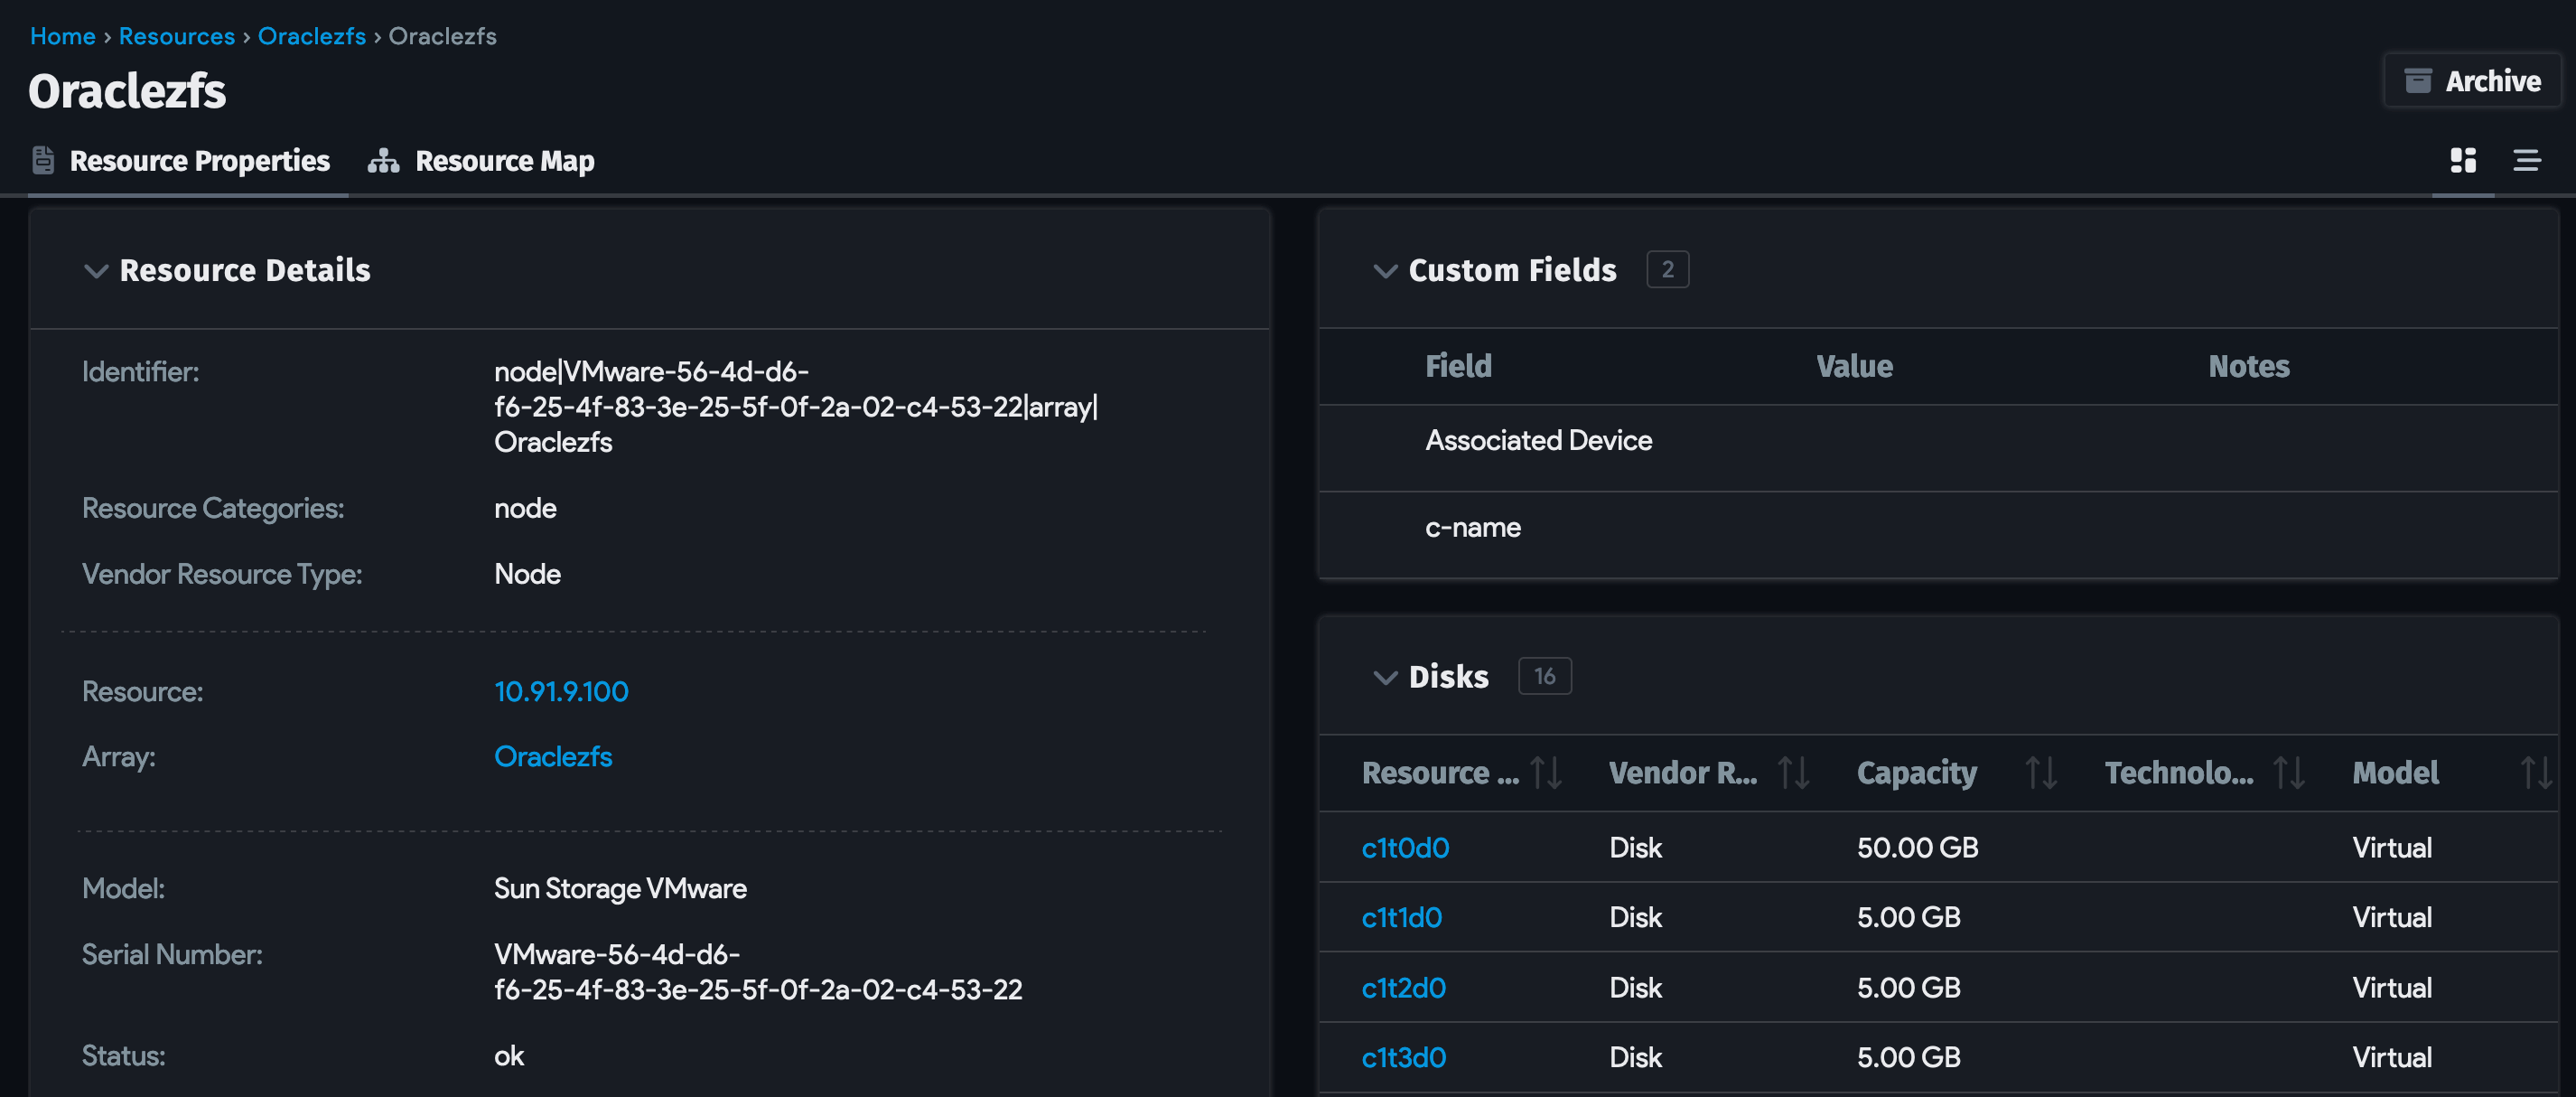 Home › Resources › Oraclezfs › Oraclezfs
Oraclezfs
Archive
Resource Properties
Resource Map
Resource Details
Identifier:
node|VMware-56-4d-d6-
f6-25-4f-83-3e-25-5f-0f-2a-02-c4-53-22|array|
Oraclezfs
Resource Categories: node
Vendor Resource Type: Node
Resource: 10.91.9.100
Array: Oraclezfs
Model: Sun Storage VMware
Serial Number: VMware-56-4d-d6-
f6-25-4f-83-3e-25-5f-0f-2a-02-c4-53-22
Status: ok
Custom Fields 2
Field Value Notes
Associated Device
c-name
Disks 16
Resource ... Vendor R... Capacity Technolo... Model
c1t0d0 Disk 50.00 GB Virtual
c1t1d0 Disk 5.00 GB Virtual
c1t2d0 Disk 5.00 GB Virtual
c1t3d0 Disk 5.00 GB Virtual